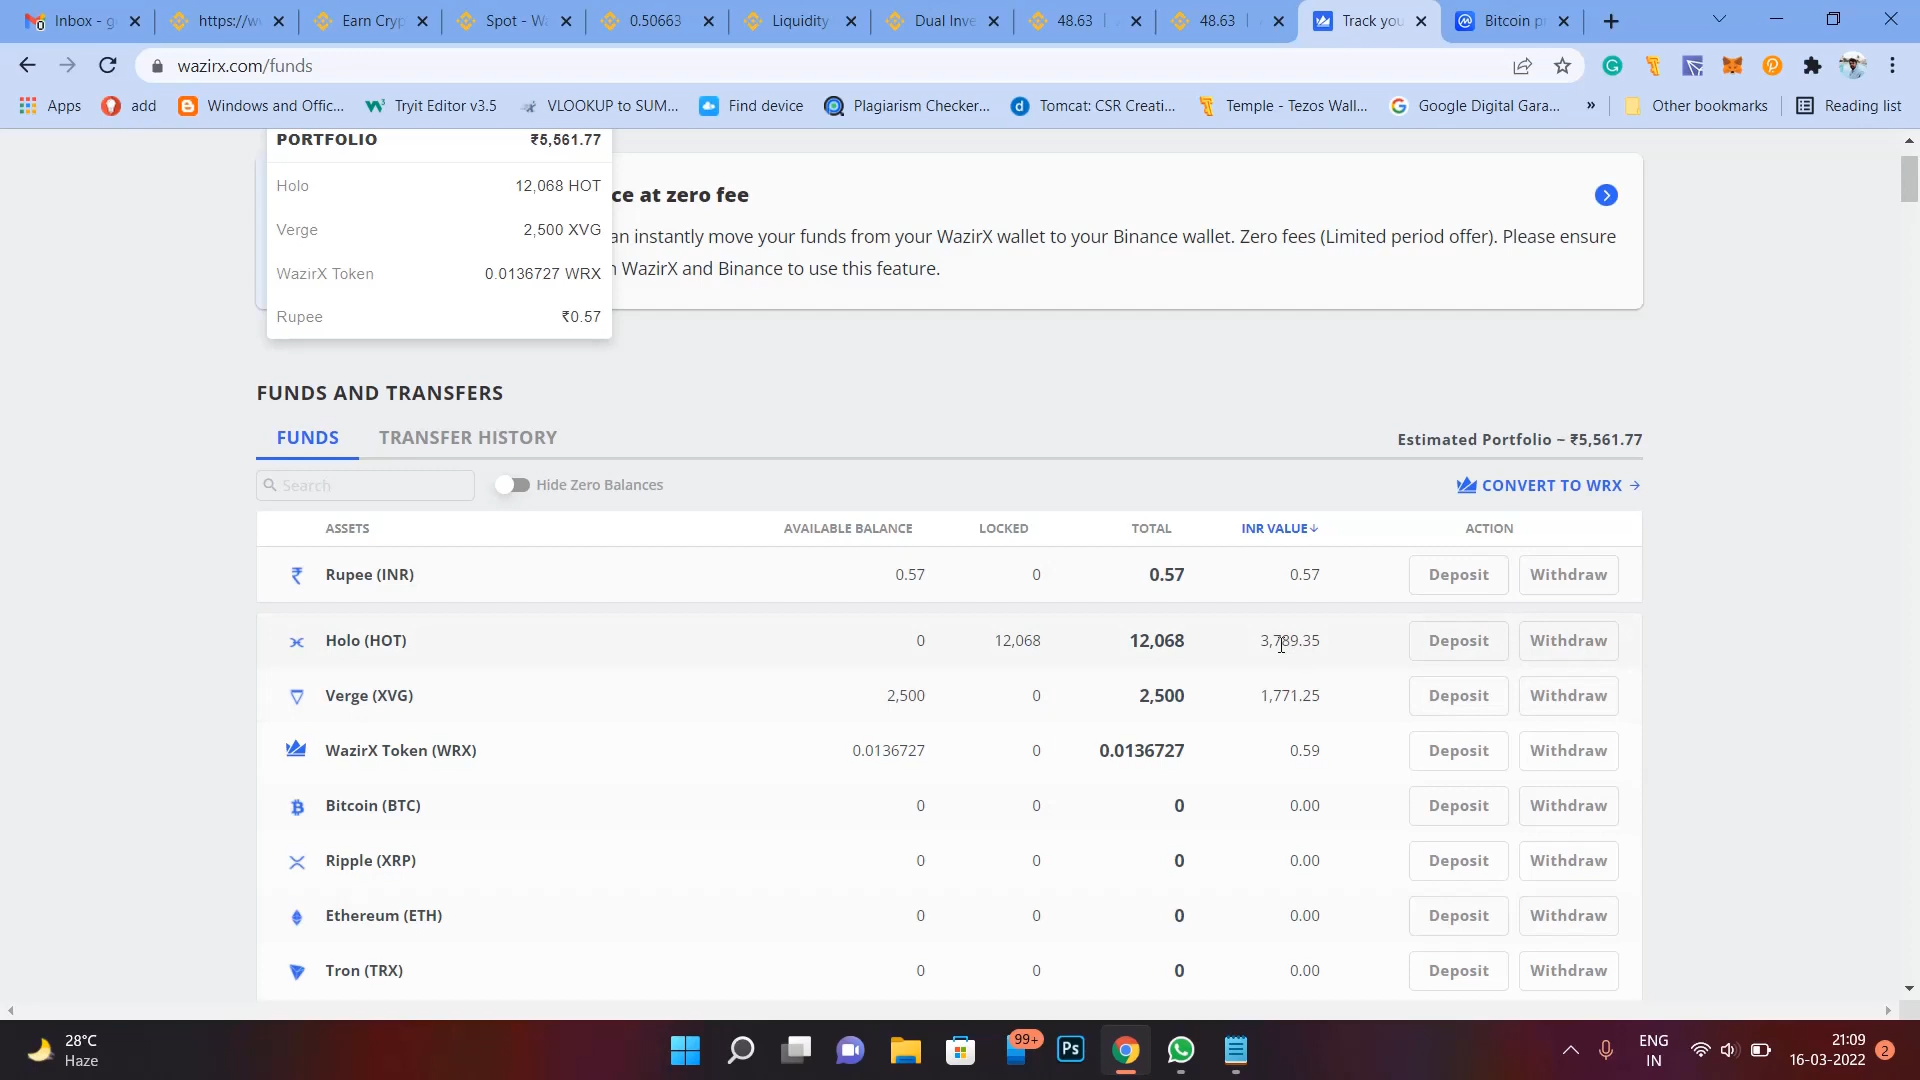 Inbox - g
https://w
Earn Cryp
Spot - W
0.50663
Liquidity
Dual Inve
48.63
48.63
Track you
Bitcoin p
wazirx.com/funds
Apps
add
Windows and Offic...
Tryit Editor v3.5
VLOOKUP to SUM...
Find device
Plagiarism Checker...
Tomcat: CSR Creati...
Temple - Tezos Wall...
Google Digital Gara...
»
Other bookmarks
Reading list
PORTFOLIO ₹5,561.77
Holo 12,068 HOT
Verge 2,500 XVG
WazirX Token 0.0136727 WRX
Rupee ₹0.57
ce at zero fee
an instantly move your funds from your WazirX wallet to your Binance wallet. Zero fees (Limited period offer). Please ensure
WazirX and Binance to use this feature.
FUNDS AND TRANSFERS
FUNDS TRANSFER HISTORY
Estimated Portfolio ~ ₹5,561.77
Search
Hide Zero Balances
CONVERT TO WRX →
ASSETS AVAILABLE BALANCE LOCKED TOTAL INR VALUE↓ ACTION
Rupee (INR) 0.57 0 0.57 0.57 Deposit Withdraw
Holo (HOT) 0 12,068 12,068 3,789.35 Deposit Withdraw
Verge (XVG) 2,500 0 2,500 1,771.25 Deposit Withdraw
WazirX Token (WRX) 0.0136727 0 0.0136727 0.59 Deposit Withdraw
Bitcoin (BTC) 0 0 0 0.00 Deposit Withdraw
Ripple (XRP) 0 0 0 0.00 Deposit Withdraw
Ethereum (ETH) 0 0 0 0.00 Deposit Withdraw
Tron (TRX) 0 0 0 0.00 Deposit Withdraw
28°C
Haze
99+
Ps
ENG
IN
21:09
16-03-2022
2